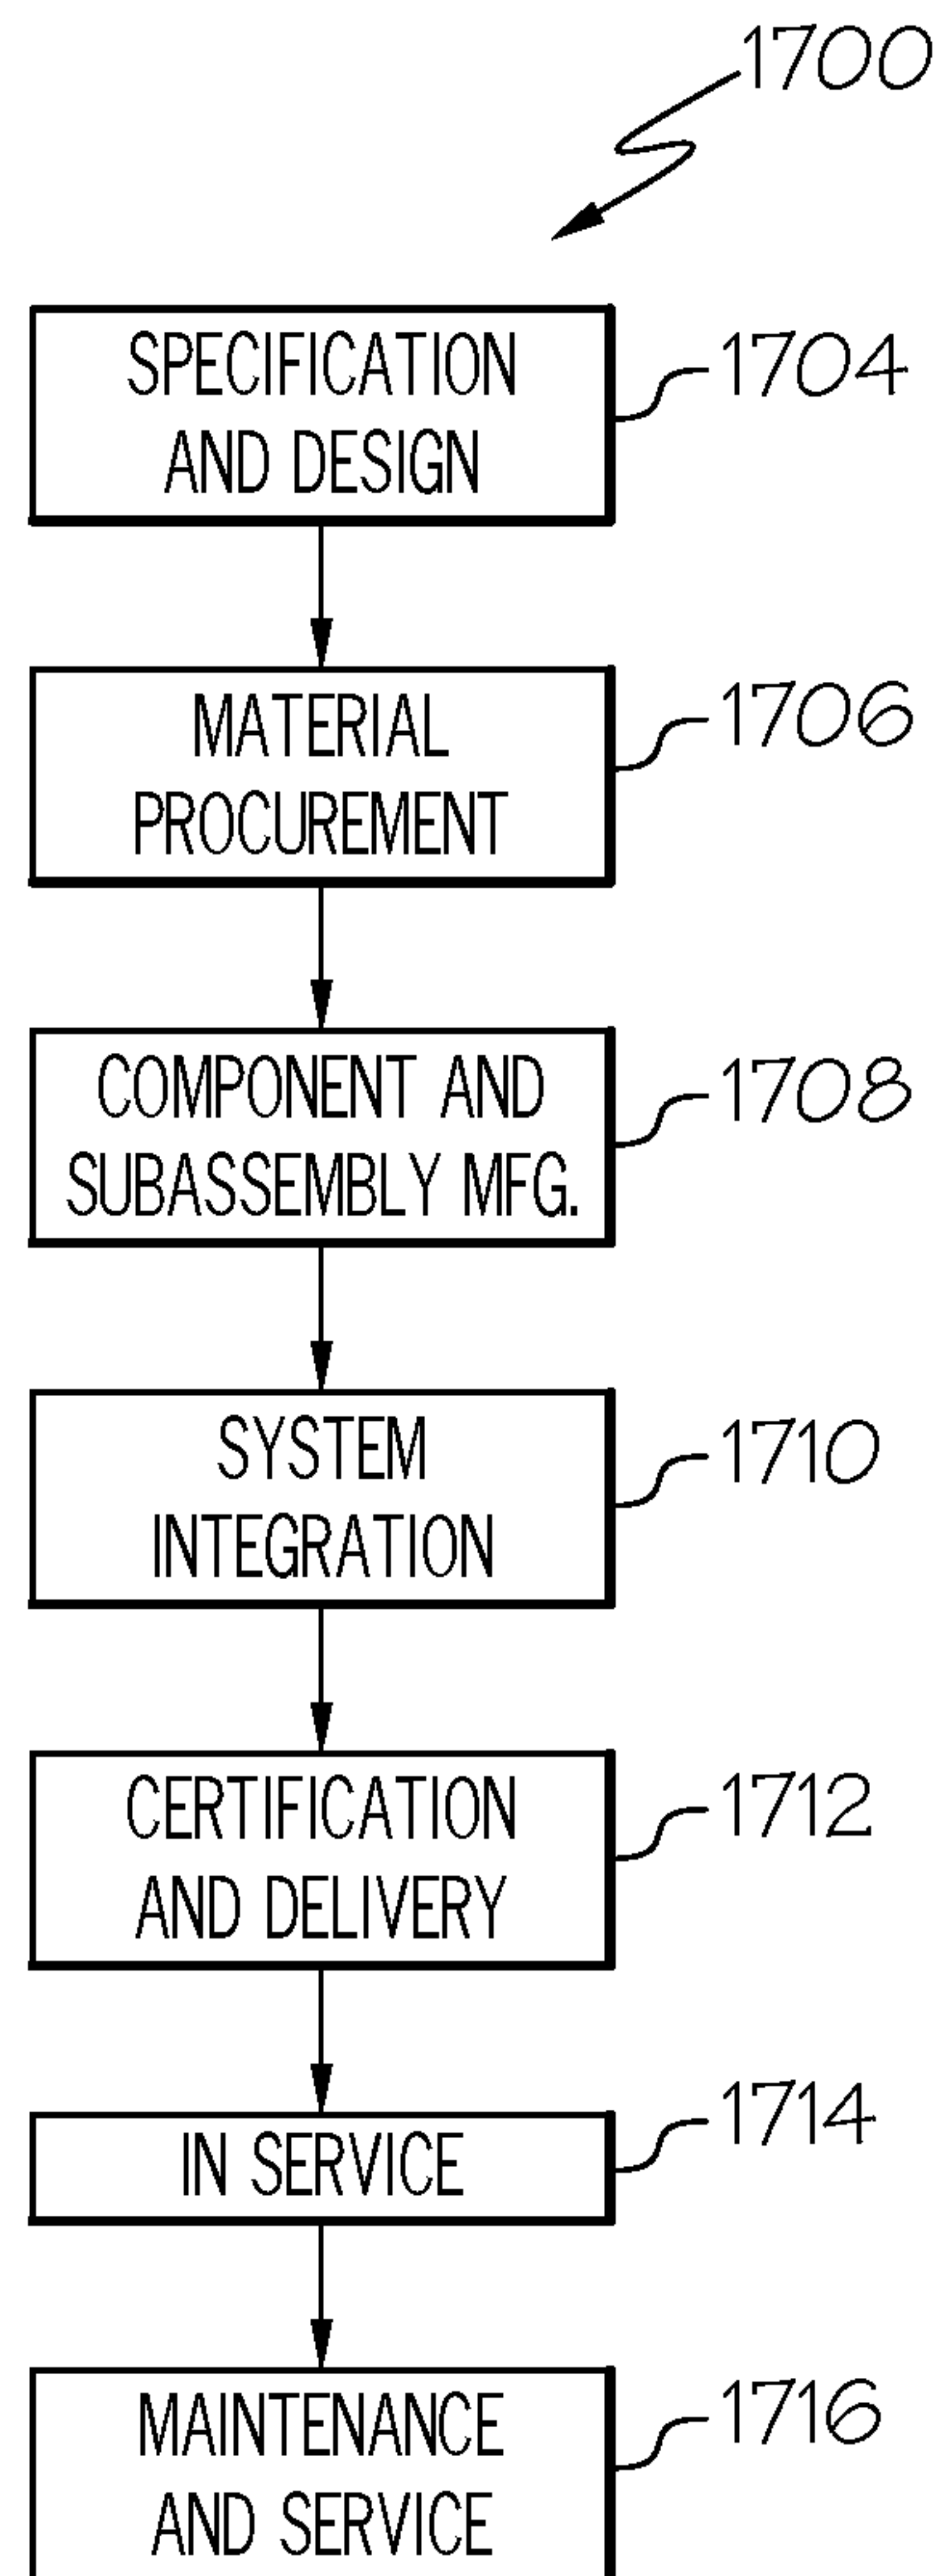 1700
SPECIFICATION
AND DESIGN
1704
MATERIAL
PROCUREMENT
1706
COMPONENT AND
SUBASSEMBLY MFG.
1708
SYSTEM
INTEGRATION
1710
CERTIFICATION
AND DELIVERY
1712
IN SERVICE
1714
MAINTENANCE
AND SERVICE
1716